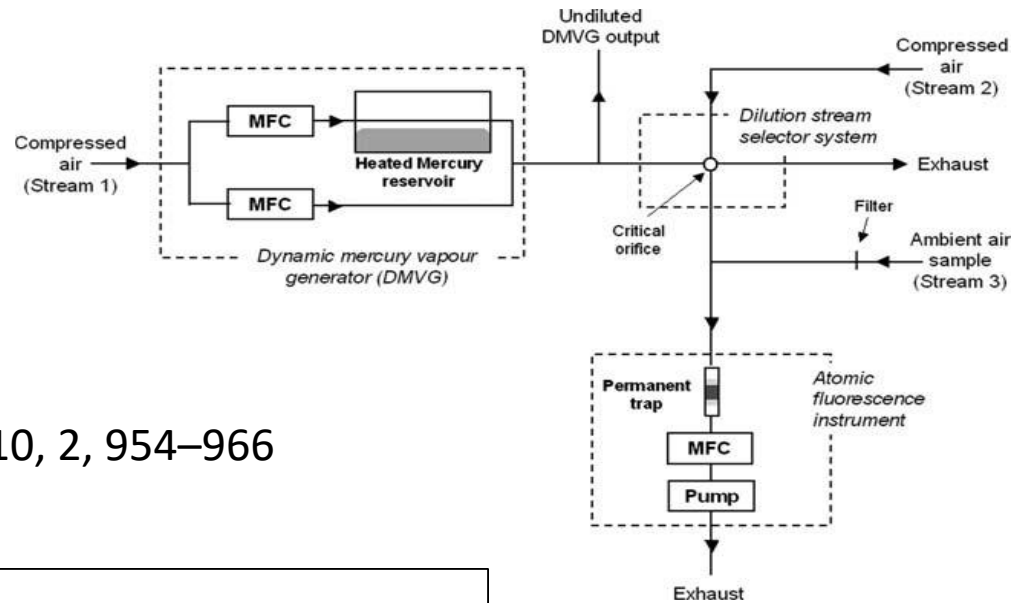 Undiluted
DMVG output
Compressed
air
(Stream 2)
Dilution stream
selector system
MFC
Compressed
air
(Stream 1)
Heated Mercury
reservoir
Exhaust
MFC
Critical
orifice
Filter
Dynamic mercury vapour
generator (DMVG)
Ambient air
sample
(Stream 3)
Permanent
trap
Atomic
fluorescence
instrument
10, 2, 954–966
MFC
Pump
Exhaust